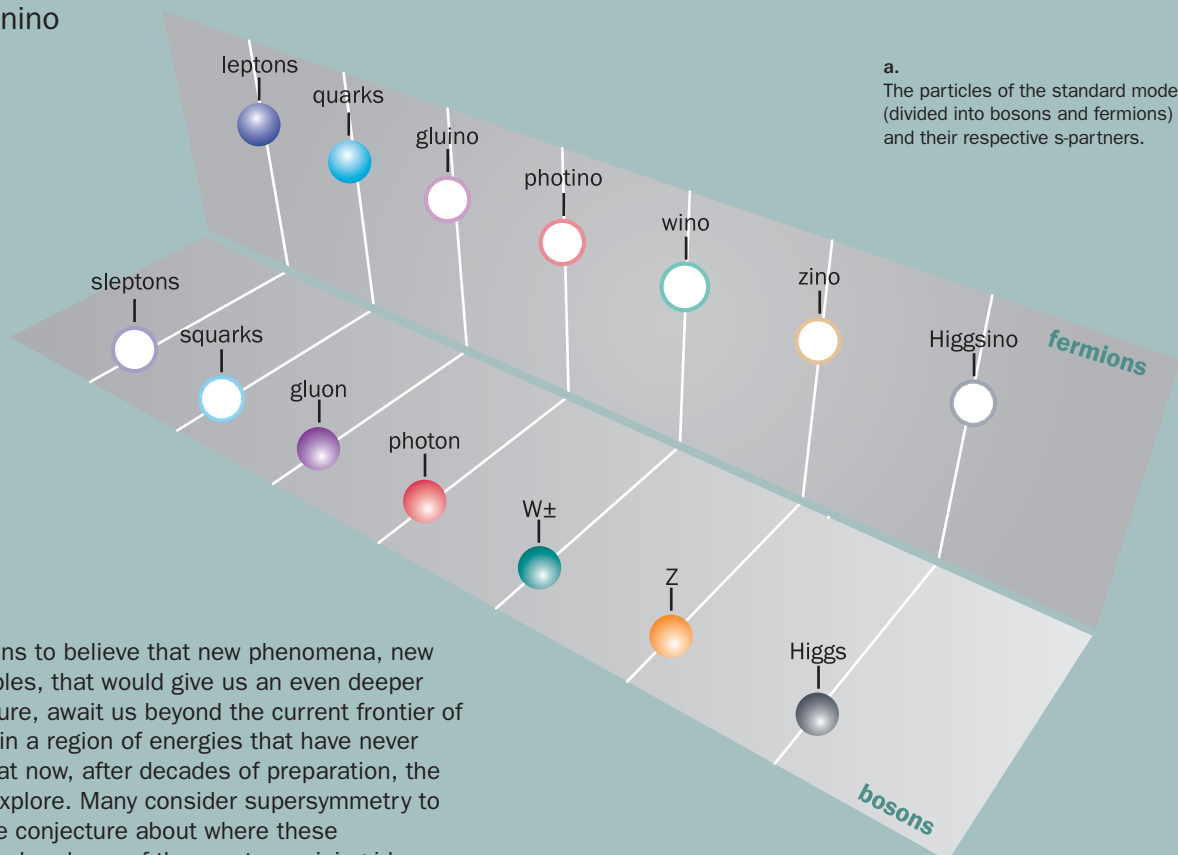 nino
a.
The particles of the standard mode
(divided into bosons and fermions)
and their respective s-partners.
leptons
quarks
gluino
photino
wino
zino
Higgsino
fermions
sleptons
squarks
gluon
photon
W±
Z
Higgs
bosons
ns to believe that new phenomena, new
ples, that would give us an even deeper
ure, await us beyond the current frontier of
in a region of energies that have never
at now, after decades of preparation, the
xplore. Many consider supersymmetry to
e conjecture about where these